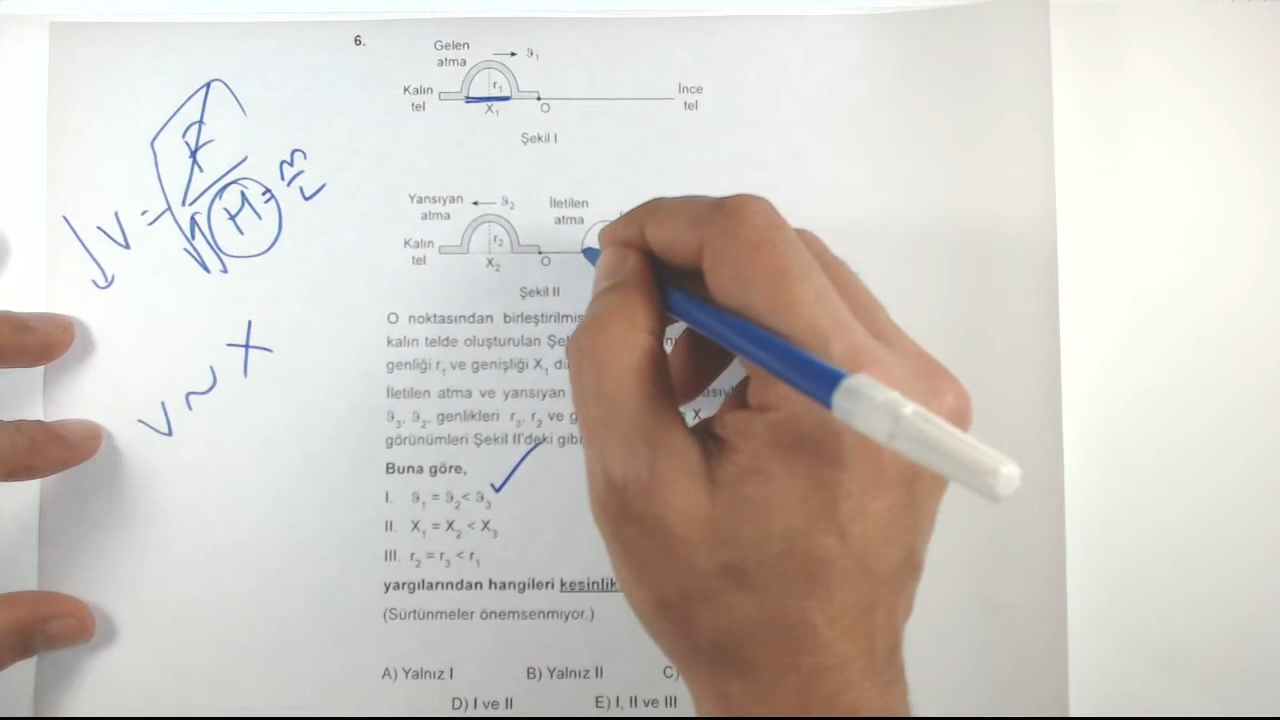 6.
Gelen atma
ϑ1
Kalın tel
r1
X1
O
İnce tel
Şekil I
Yansıyan atma
ϑ2
İletilen atma
Kalın tel
r2
X2
O
Şekil II
O noktasından birleştirilmiş
kalın telde oluşturulan
genliği r1 ve genişliği X1
İletilen atma ve yansıyan
ϑ3, ϑ2, genlikleri r3, r2 ve
X
görünümleri Şekil II'deki gibi
Buna göre,
I. ϑ1 = ϑ2 < ϑ3
II. X1 = X2 < X3
III. r2 = r3 < r1
yargılarından hangileri
(Sürtünmeler önemsenmiyor.)
A) Yalnız I B) Yalnız II C)
D) I ve II E) I, II ve III
↓V = √F/M = m/L
V ~ X